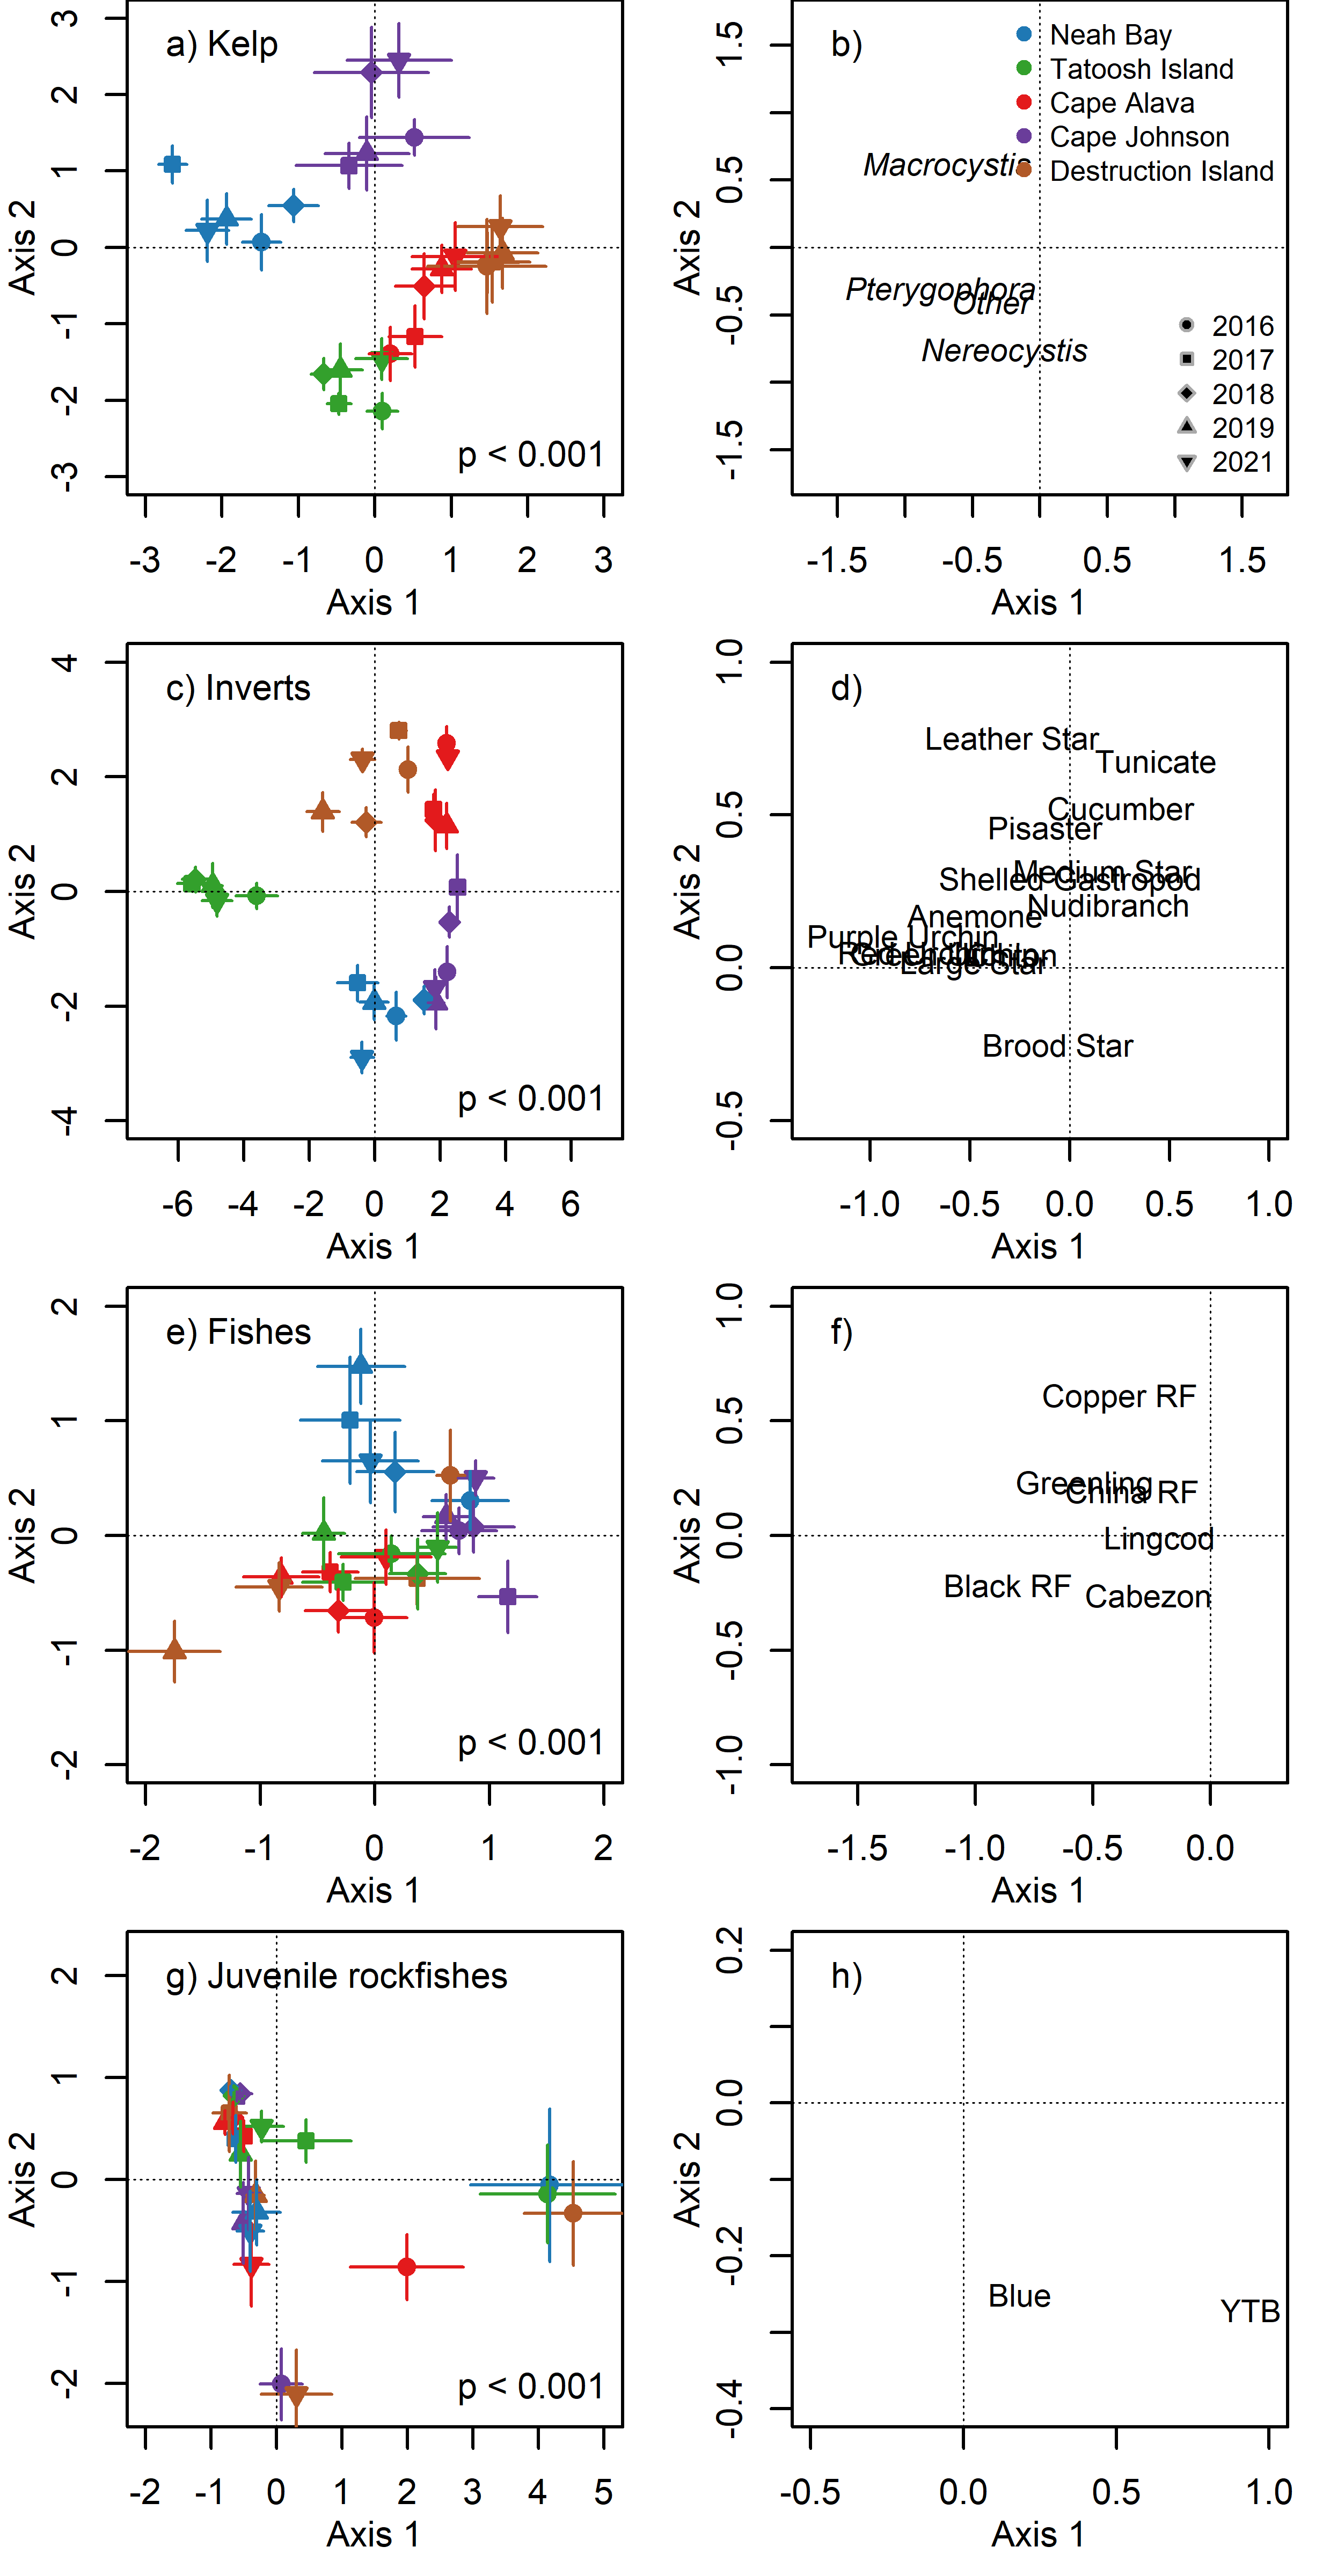 a) Kelp
3
2
1
0
-1
-2
-3
Axis 2
p < 0.001
-3 -2 -1 0 1 2 3
Axis 1
b)
Neah Bay
Tatoosh Island
Cape Alava
Cape Johnson
Destruction Island
Macrocystis
Pterygophora
Other
Nereocystis
2016
2017
2018
2019
2021
1.5
0.5
-0.5
-1.5
Axis 2
-1.5 -0.5 0.5 1.5
Axis 1
c) Inverts
4
2
0
-2
-4
Axis 2
p < 0.001
-6 -4 -2 0 2 4 6
Axis 1
d)
Leather Star
Tunicate
Cucumber
Pisaster
Medium Star
Shelled Gastropod
Nudibranch
Anemone
Purple Urchin
Large Star
Brood Star
1.0
0.5
0.0
-0.5
Axis 2
-1.0 -0.5 0.0 0.5 1.0
Axis 1
e) Fishes
2
1
0
-1
-2
Axis 2
p < 0.001
-2 -1 0 1 2
Axis 1
f)
Copper RF
Greenling
China RF
Lingcod
Black RF
Cabezon
1.0
0.5
0.0
-0.5
-1.0
Axis 2
-1.5 -1.0 -0.5 0.0
Axis 1
g) Juvenile rockfishes
2
1
0
-1
-2
Axis 2
p < 0.001
-2 -1 0 1 2 3 4 5
Axis 1
h)
Blue
YTB
0.2
0.0
-0.2
-0.4
Axis 2
-0.5 0.0 0.5 1.0
Axis 1